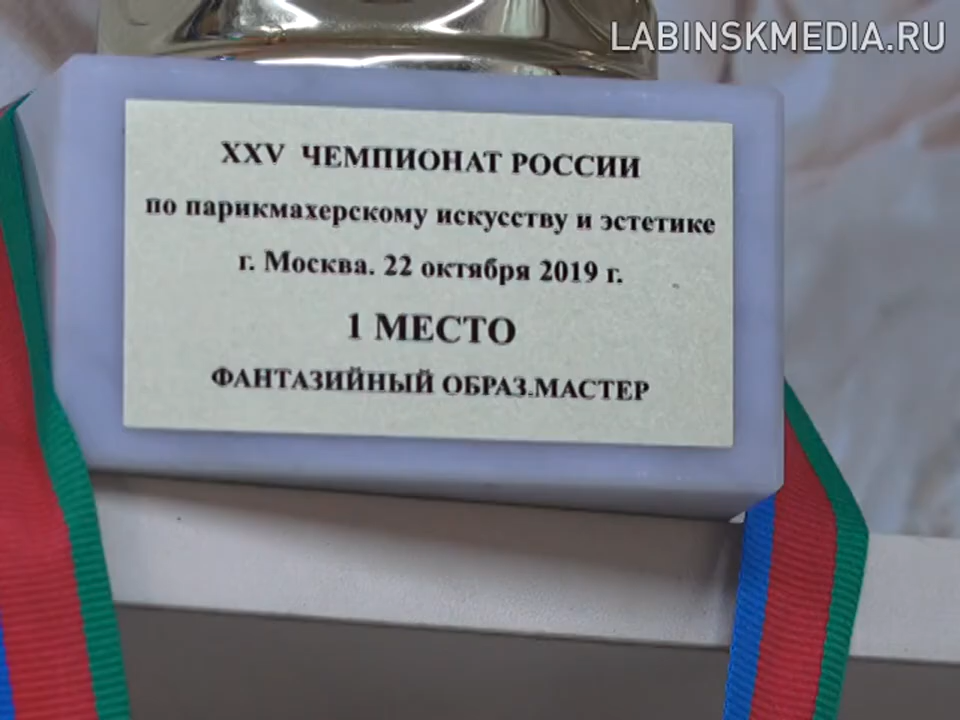 LABINSKMEDIA.RU
XXV ЧЕМПИОНАТ РОССИИ
по парикмахерскому искусству и эстетике
г. Москва. 22 октября 2019 г.
1 МЕСТО
ФАНТАЗИЙНЫЙ ОБРАЗ.МАСТЕР